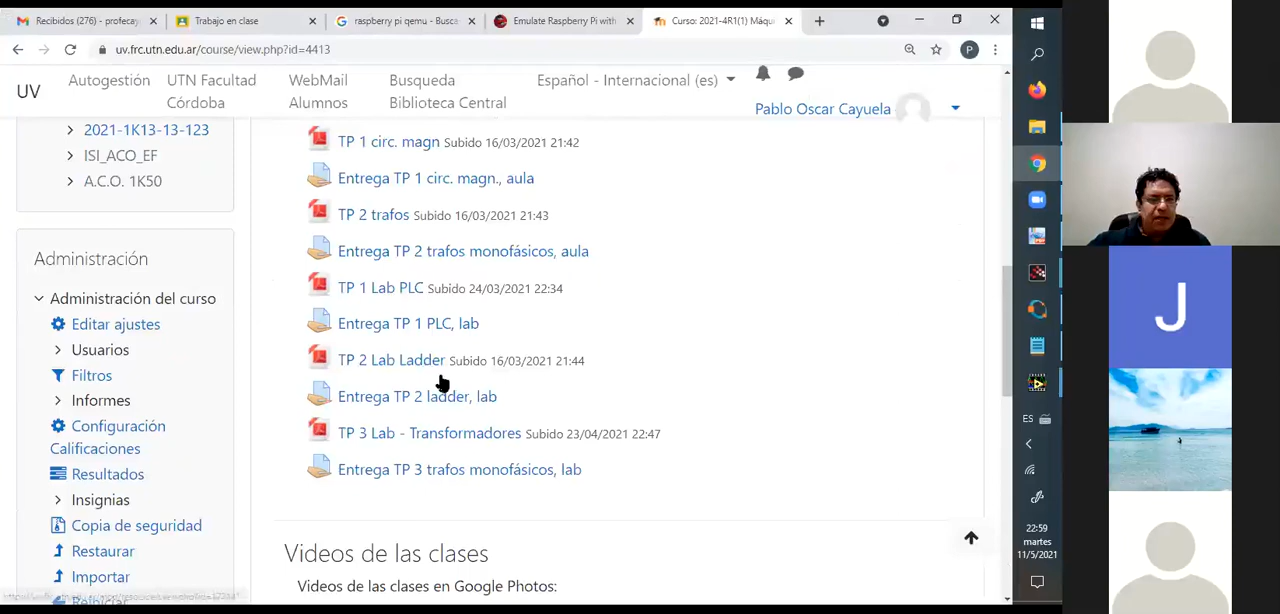 Recibidos (276) - profecay
Trabajo en clase
raspberry pi qemu - Busca
Emulate Raspberry Pi with
Curso: 2021-4R1(1) Máqui
uv.frc.utn.edu.ar/course/view.php?id=4413
P
UV
Autogestión
UTN Facultad Córdoba
WebMail Alumnos
Busqueda Biblioteca Central
Español - Internacional (es)
Pablo Oscar Cayuela
2021-1K13-13-123
ISI_ACO_EF
A.C.O. 1K50
Administración
Administración del curso
Editar ajustes
Usuarios
Filtros
Informes
Configuración
Calificaciones
Resultados
Insignias
Copia de seguridad
Restaurar
Importar
Reiniciar
TP 1 circ. magn Subido 16/03/2021 21:42
Entrega TP 1 circ. magn., aula
TP 2 trafos Subido 16/03/2021 21:43
Entrega TP 2 trafos monofásicos, aula
TP 1 Lab PLC Subido 24/03/2021 22:34
Entrega TP 1 PLC, lab
TP 2 Lab Ladder Subido 16/03/2021 21:44
Entrega TP 2 ladder, lab
TP 3 Lab - Transformadores Subido 23/04/2021 22:47
Entrega TP 3 trafos monofásicos, lab
Videos de las clases
Videos de las clases en Google Photos:
ES
22:59
martes
11/5/2021
J